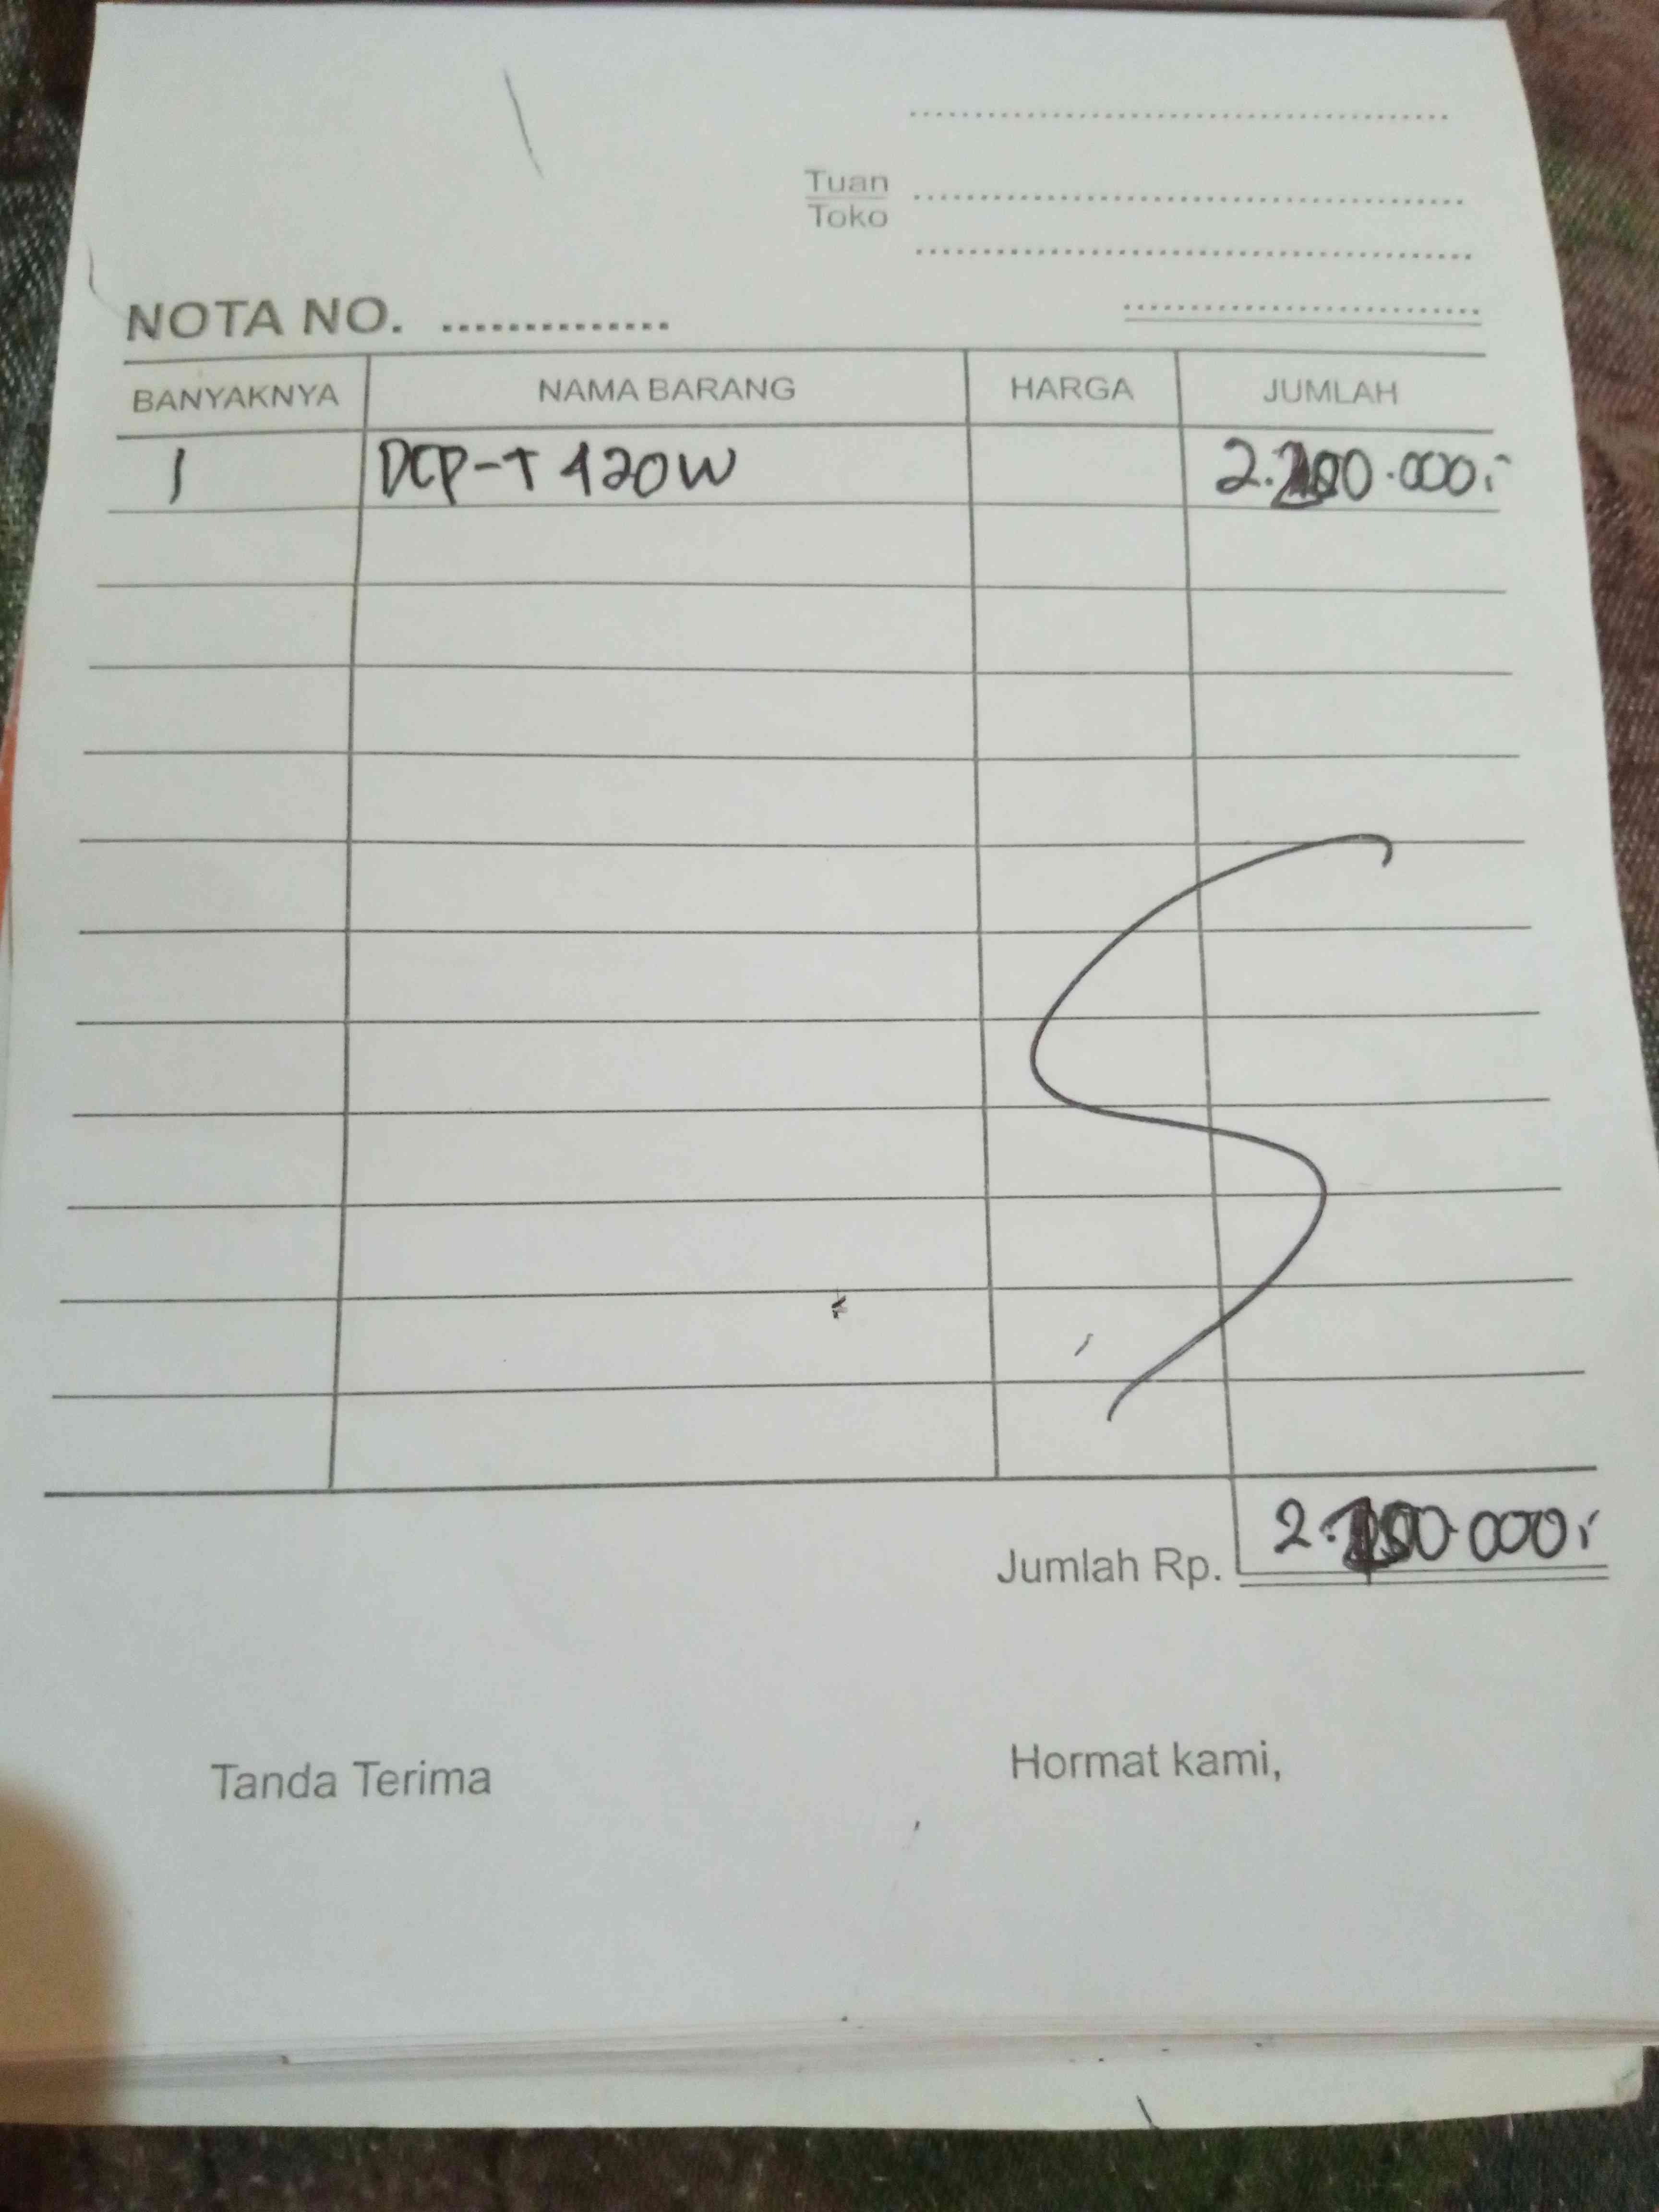 Tuan
Toko
NOTA NO. ..............
BANYAKNYA NAMA BARANG HARGA JUMLAH
1 DCP-T420W
Jumlah Rp.
Tanda Terima Hormat kami,